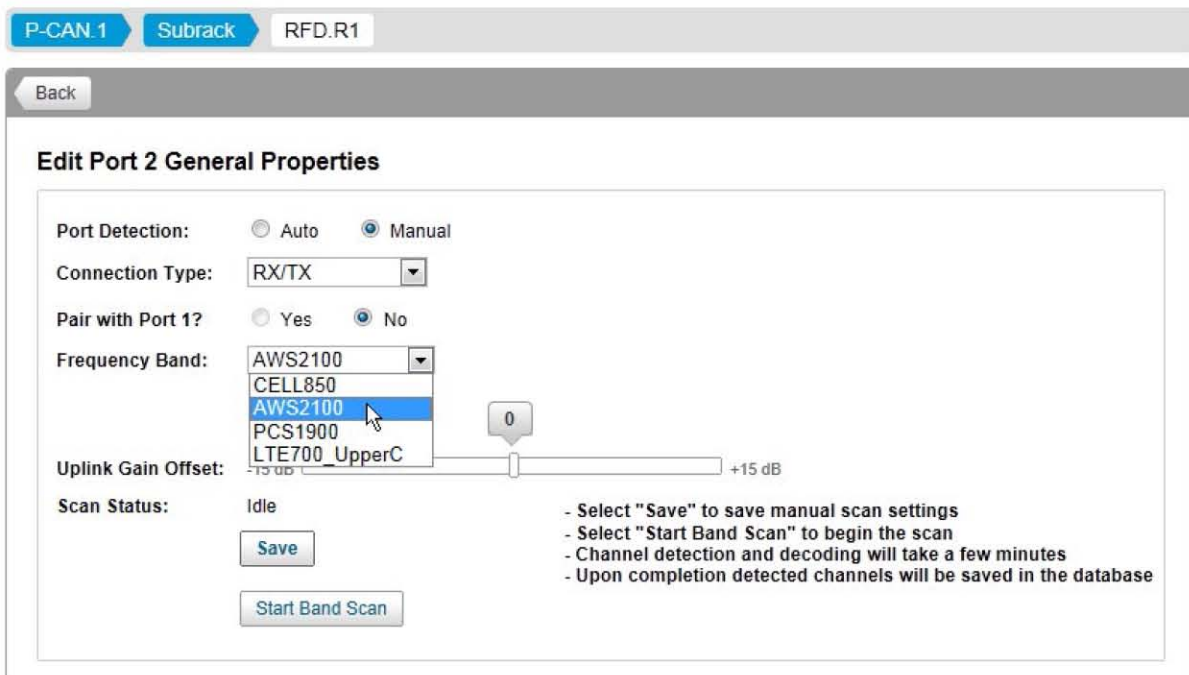 P-CAN.1 Subrack RFD.R1
Back
Edit Port 2 General Properties
Port Detection: Auto Manual
Connection Type: RX/TX
Pair with Port 1? Yes No
Frequency Band: AWS2100
CELL850
AWS2100
PCS1900
LTE700_UpperC
0
Uplink Gain Offset: -15 dB +15 dB
Scan Status: Idle
- Select "Save" to save manual scan settings
- Select "Start Band Scan" to begin the scan
- Channel detection and decoding will take a few minutes
- Upon completion detected channels will be saved in the database
Save
Start Band Scan